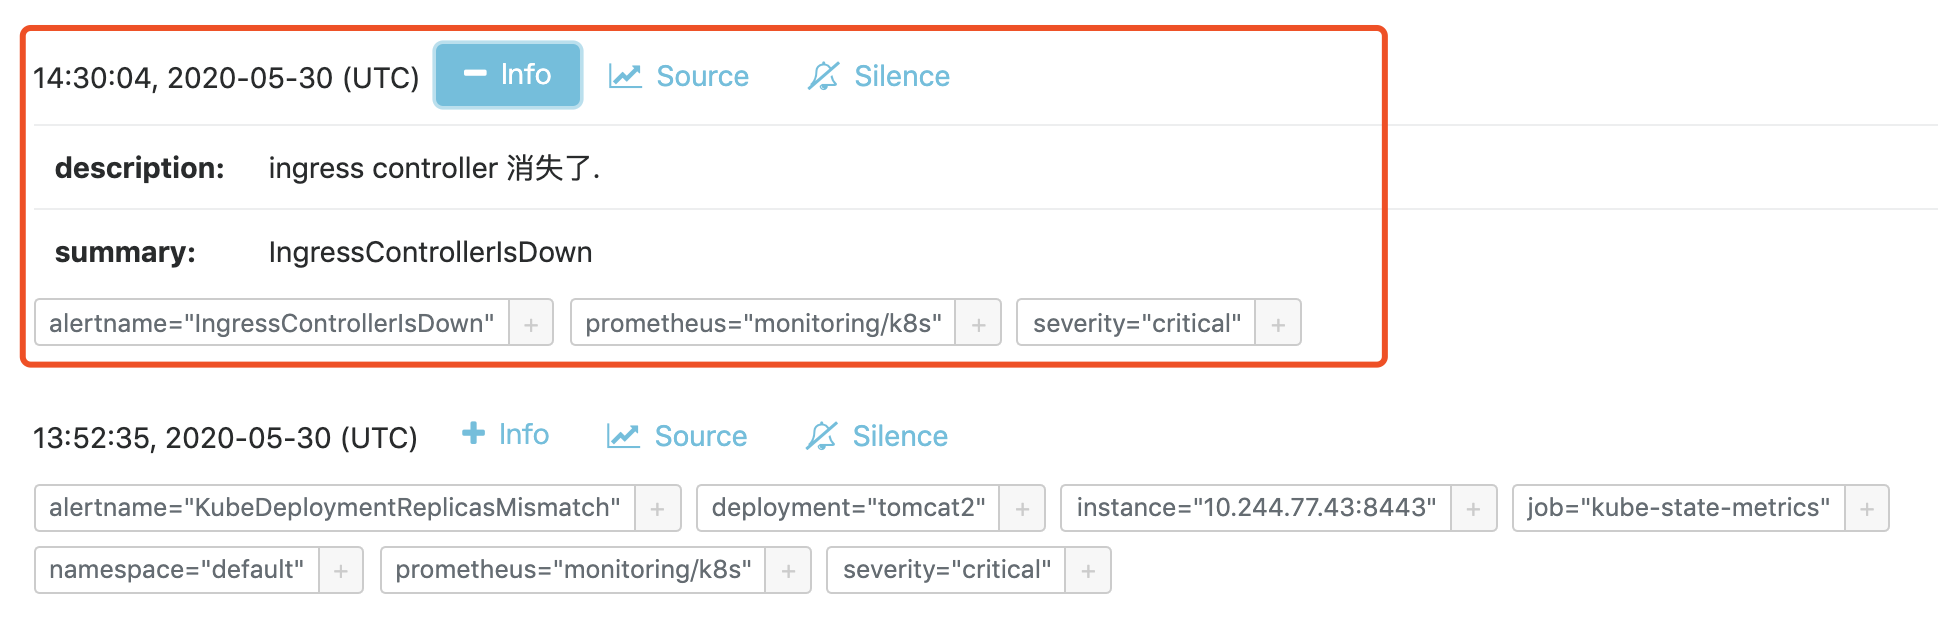 14:30:04, 2020-05-30 (UTC) − Info Source Silence
description: ingress controller 消失了.
summary: IngressControllerIsDown
alertname="IngressControllerIsDown" + prometheus="monitoring/k8s" + severity="critical" +
13:52:35, 2020-05-30 (UTC) + Info Source Silence
alertname="KubeDeploymentReplicasMismatch" + deployment="tomcat2" + instance="10.244.77.43:8443" + job="kube-state-metrics" +
namespace="default" + prometheus="monitoring/k8s" + severity="critical" +